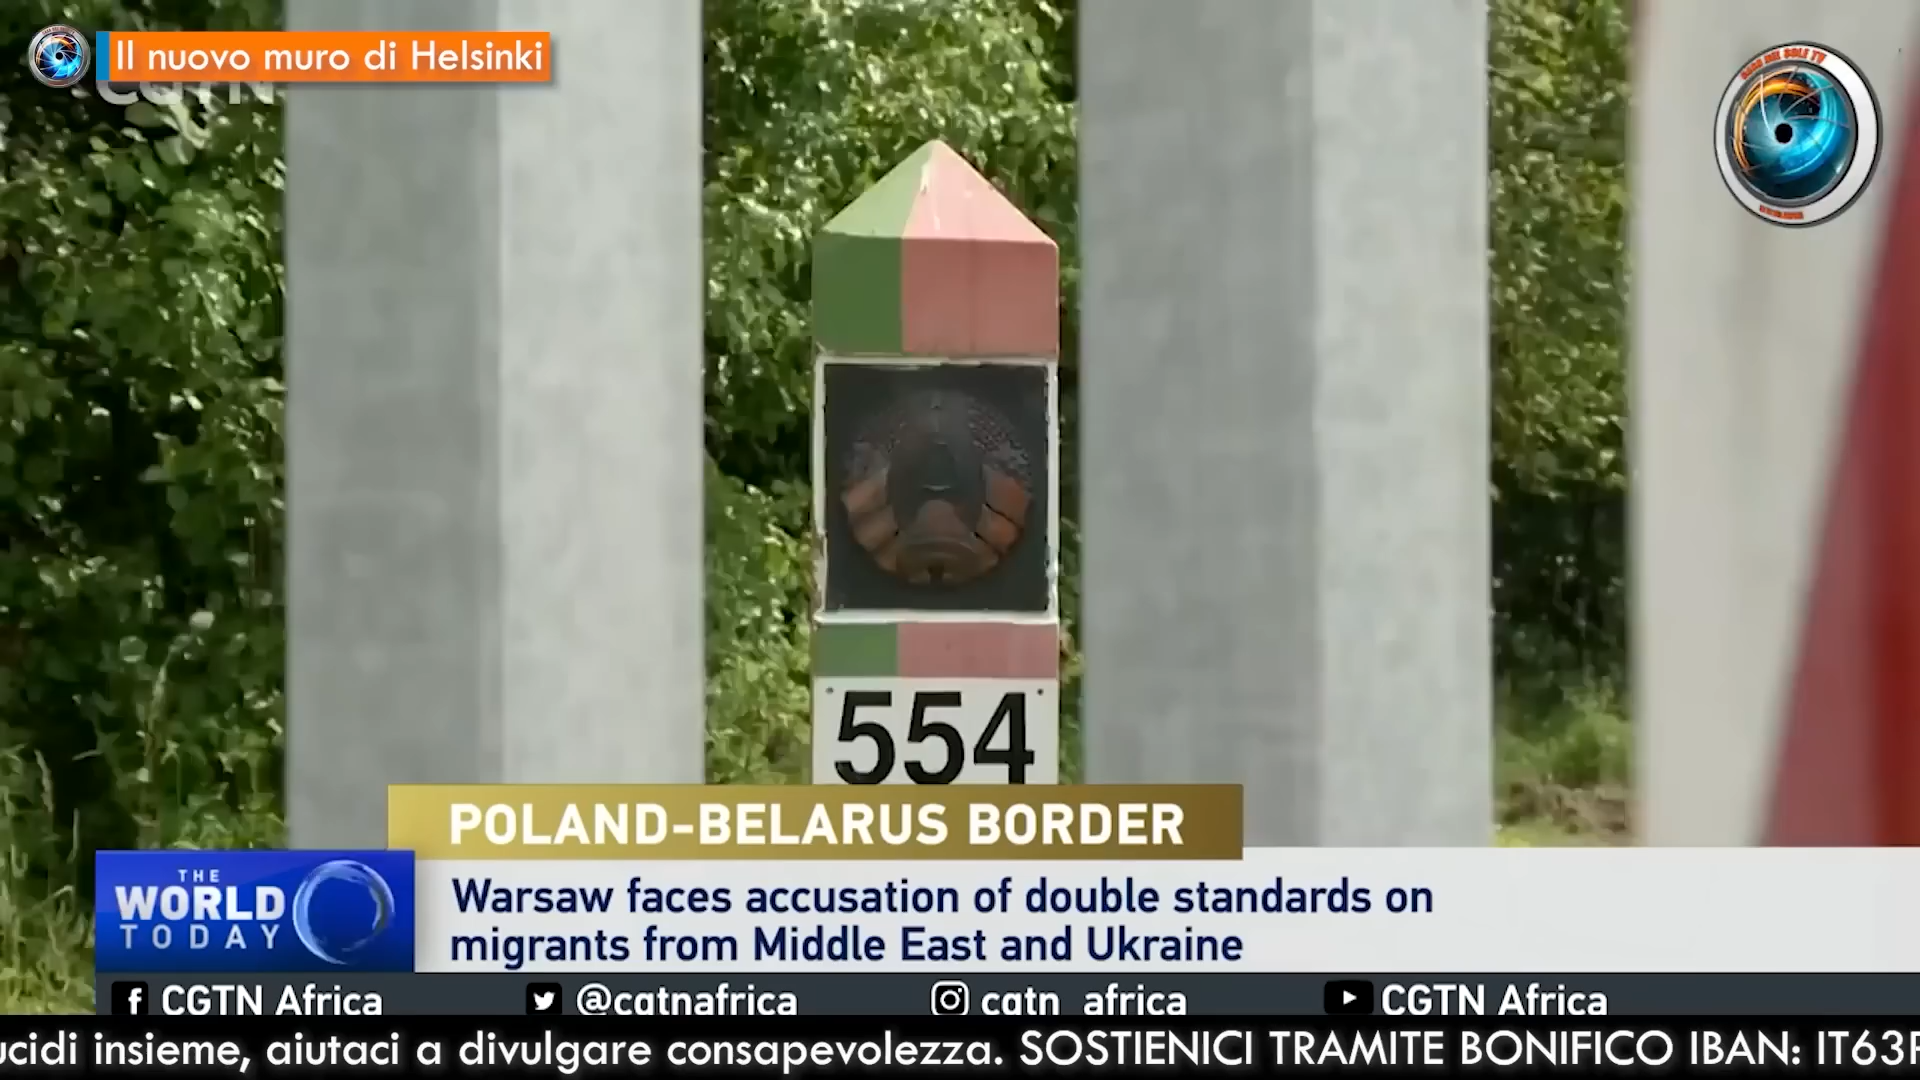 Il nuovo muro di Helsinki
CGTN
554
POLAND-BELARUS BORDER
THE
WORLD
TODAY
Warsaw faces accusation of double standards on
migrants from Middle East and Ukraine
CGTN Africa
@cgtnafrica
cgtn_africa
CGTN Africa
ucidi insieme, aiutaci a divulgare consapevolezza. SOSTIENICI TRAMITE BONIFICO IBAN: IT63F